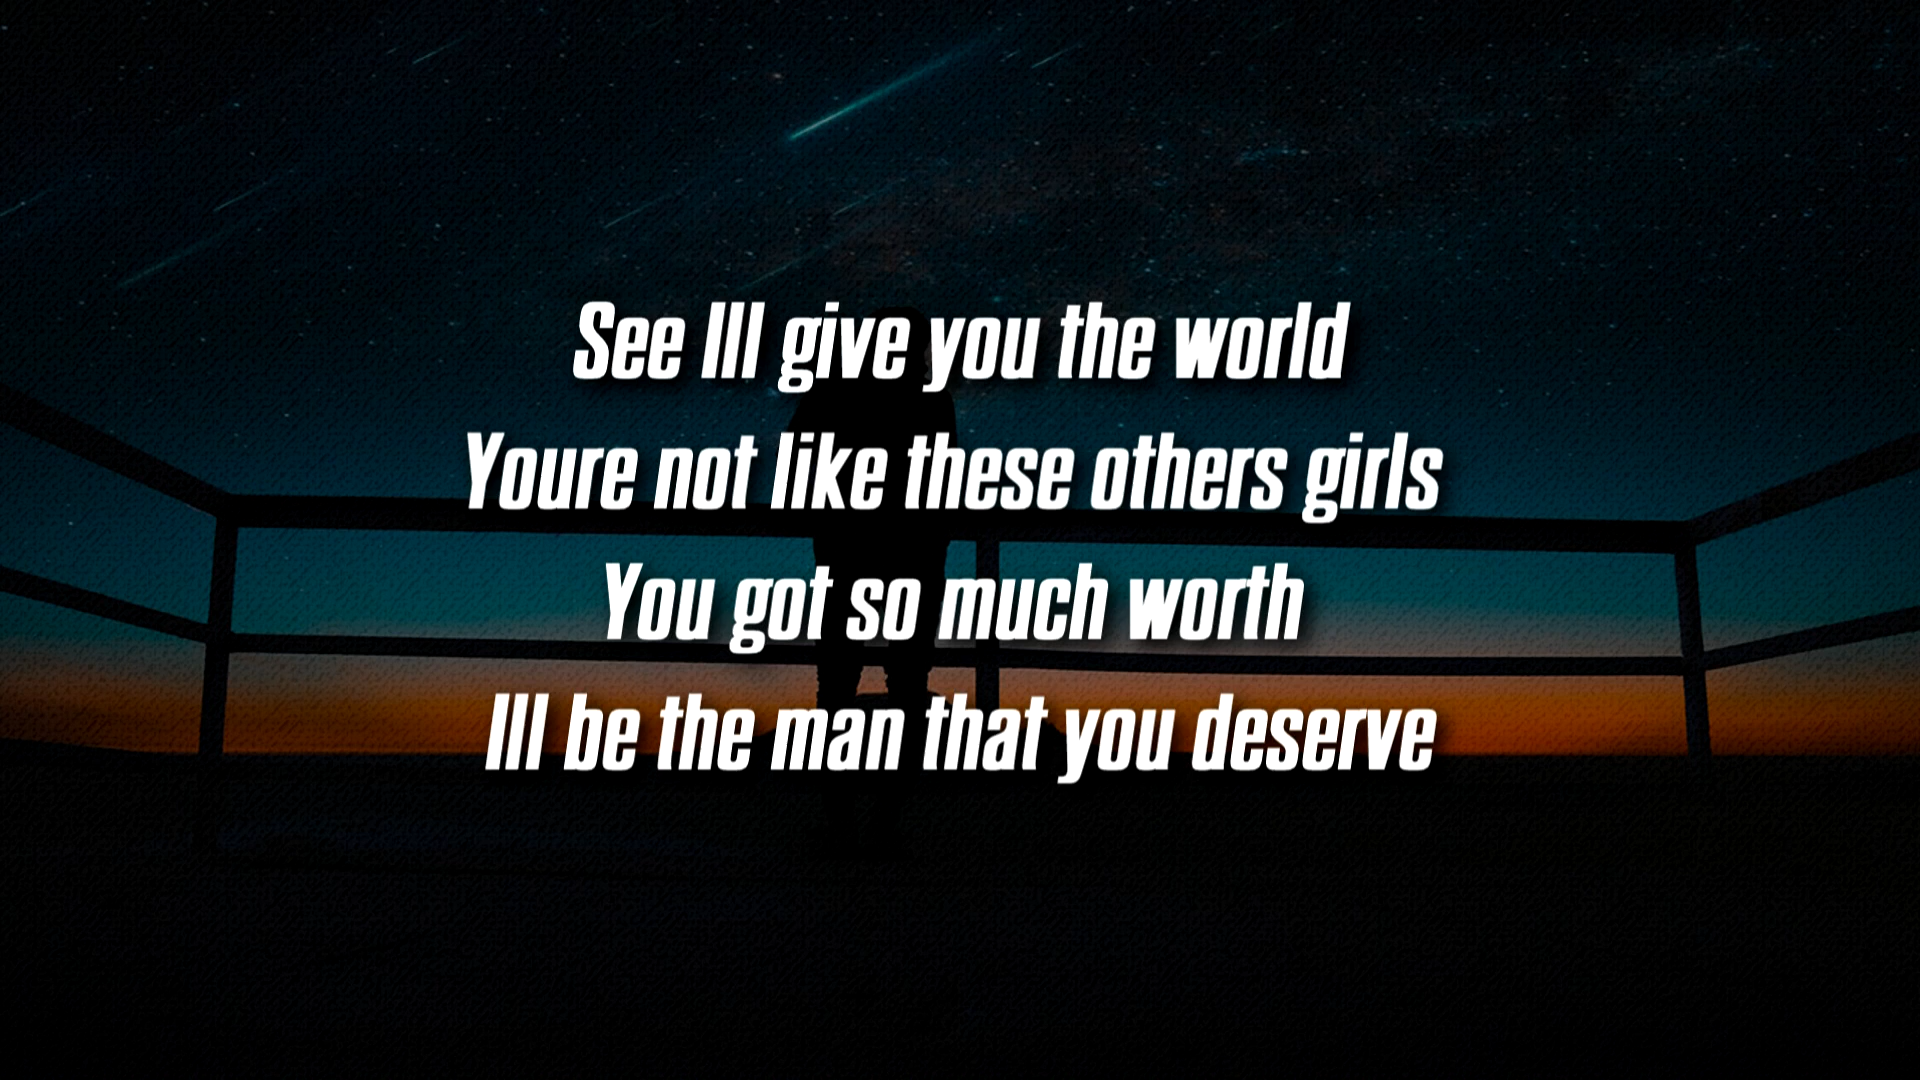 See Ill give you the world
Youre not like these others girls
You got so much worth
Ill be the man that you deserve